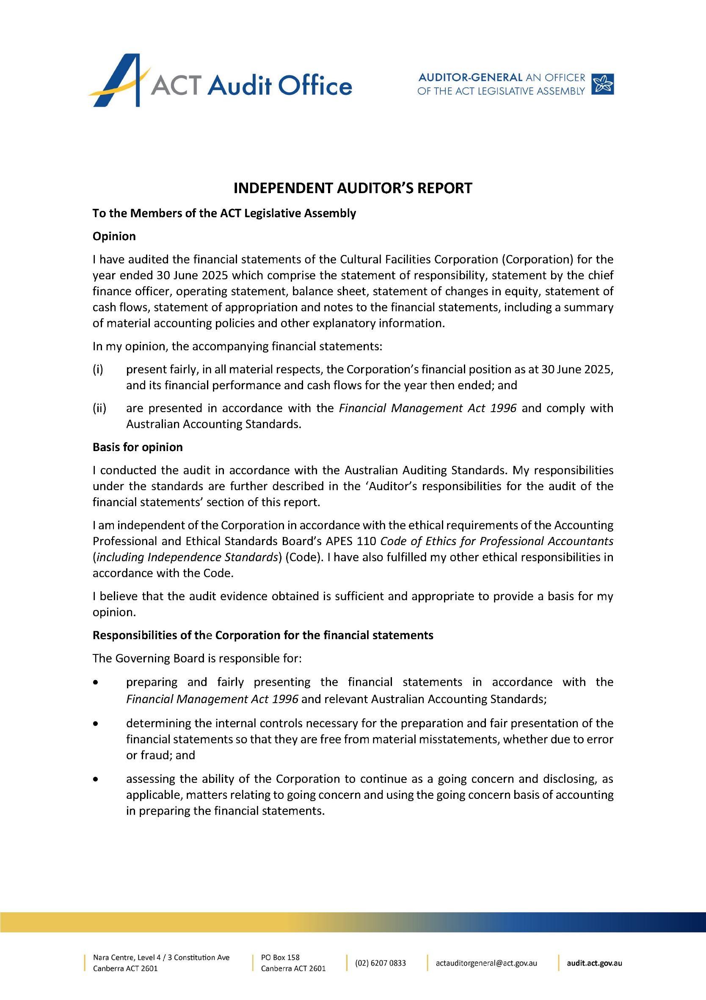 ACT Audit Office
AUDITOR-GENERAL AN OFFICER
OF THE ACT LEGISLATIVE ASSEMBLY
INDEPENDENT AUDITOR’S REPORT
To the Members of the ACT Legislative Assembly
Opinion
I have audited the financial statements of the Cultural Facilities Corporation (Corporation) for the
year ended 30 June 2025 which comprise the statement of responsibility, statement by the chief
finance officer, operating statement, balance sheet, statement of changes in equity, statement of
cash flows, statement of appropriation and notes to the financial statements, including a summary
of material accounting policies and other explanatory information.
In my opinion, the accompanying financial statements:
(i) present fairly, in all material respects, the Corporation’s financial position as at 30 June 2025,
and its financial performance and cash flows for the year then ended; and
(ii) are presented in accordance with the Financial Management Act 1996 and comply with
Australian Accounting Standards.
Basis for opinion
I conducted the audit in accordance with the Australian Auditing Standards. My responsibilities
under the standards are further described in the ‘Auditor’s responsibilities for the audit of the
financial statements’ section of this report.
I am independent of the Corporation in accordance with the ethical requirements of the Accounting
Professional and Ethical Standards Board’s APES 110 Code of Ethics for Professional Accountants
(including Independence Standards) (Code). I have also fulfilled my other ethical responsibilities in
accordance with the Code.
I believe that the audit evidence obtained is sufficient and appropriate to provide a basis for my
opinion.
Responsibilities of the Corporation for the financial statements
The Governing Board is responsible for:
• preparing and fairly presenting the financial statements in accordance with the
Financial Management Act 1996 and relevant Australian Accounting Standards;
• determining the internal controls necessary for the preparation and fair presentation of the
financial statements so that they are free from material misstatements, whether due to error
or fraud; and
• assessing the ability of the Corporation to continue as a going concern and disclosing, as
applicable, matters relating to going concern and using the going concern basis of accounting
in preparing the financial statements.
Nara Centre, Level 4 / 3 Constitution Ave
Canberra ACT 2601
PO Box 158
Canberra ACT 2601
(02) 6207 0833
actauditorgeneral@act.gov.au
audit.act.gov.au